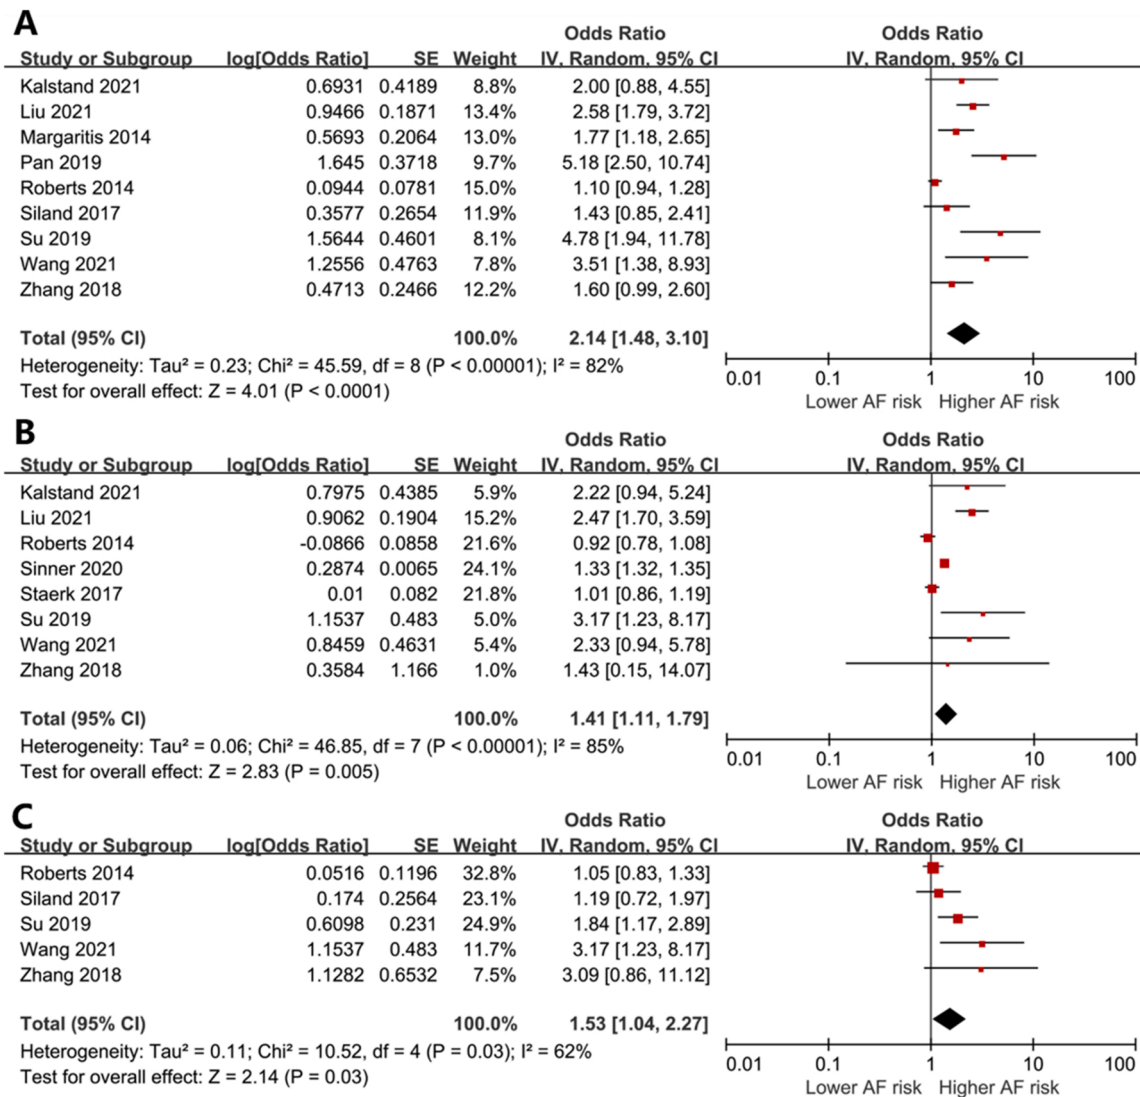 A
Odds Ratio Odds Ratio
Study or Subgroup log[Odds Ratio] SE Weight IV, Random, 95% CI IV, Random, 95% CI
Kalstand 2021 0.6931 0.4189 8.8% 2.00 [0.88, 4.55]
Liu 2021 0.9466 0.1871 13.4% 2.58 [1.79, 3.72]
Margaritis 2014 0.5693 0.2064 13.0% 1.77 [1.18, 2.65]
Pan 2019 1.645 0.3718 9.7% 5.18 [2.50, 10.74]
Roberts 2014 0.0944 0.0781 15.0% 1.10 [0.94, 1.28]
Siland 2017 0.3577 0.2654 11.9% 1.43 [0.85, 2.41]
Su 2019 1.5644 0.4601 8.1% 4.78 [1.94, 11.78]
Wang 2021 1.2556 0.4763 7.8% 3.51 [1.38, 8.93]
Zhang 2018 0.4713 0.2466 12.2% 1.60 [0.99, 2.60]
Total (95% CI) 100.0% 2.14 [1.48, 3.10]
Heterogeneity: Tau² = 0.23; Chi² = 45.59, df = 8 (P < 0.00001); I² = 82%
Test for overall effect: Z = 4.01 (P < 0.0001)
0.01 0.1 1 10 100
Lower AF risk Higher AF risk
B
Odds Ratio Odds Ratio
Study or Subgroup log[Odds Ratio] SE Weight IV, Random, 95% CI IV, Random, 95% CI
Kalstand 2021 0.7975 0.4385 5.9% 2.22 [0.94, 5.24]
Liu 2021 0.9062 0.1904 15.2% 2.47 [1.70, 3.59]
Roberts 2014 -0.0866 0.0858 21.6% 0.92 [0.78, 1.08]
Sinner 2020 0.2874 0.0065 24.1% 1.33 [1.32, 1.35]
Staerk 2017 0.01 0.082 21.8% 1.01 [0.86, 1.19]
Su 2019 1.1537 0.483 5.0% 3.17 [1.23, 8.17]
Wang 2021 0.8459 0.4631 5.4% 2.33 [0.94, 5.78]
Zhang 2018 0.3584 1.166 1.0% 1.43 [0.15, 14.07]
Total (95% CI) 100.0% 1.41 [1.11, 1.79]
Heterogeneity: Tau² = 0.06; Chi² = 46.85, df = 7 (P < 0.00001); I² = 85%
Test for overall effect: Z = 2.83 (P = 0.005)
0.01 0.1 1 10 100
Lower AF risk Higher AF risk
C
Odds Ratio Odds Ratio
Study or Subgroup log[Odds Ratio] SE Weight IV, Random, 95% CI IV, Random, 95% CI
Roberts 2014 0.0516 0.1196 32.8% 1.05 [0.83, 1.33]
Siland 2017 0.174 0.2564 23.1% 1.19 [0.72, 1.97]
Su 2019 0.6098 0.231 24.9% 1.84 [1.17, 2.89]
Wang 2021 1.1537 0.483 11.7% 3.17 [1.23, 8.17]
Zhang 2018 1.1282 0.6532 7.5% 3.09 [0.86, 11.12]
Total (95% CI) 100.0% 1.53 [1.04, 2.27]
Heterogeneity: Tau² = 0.11; Chi² = 10.52, df = 4 (P = 0.03); I² = 62%
Test for overall effect: Z = 2.14 (P = 0.03)
0.01 0.1 1 10 100
Lower AF risk Higher AF risk